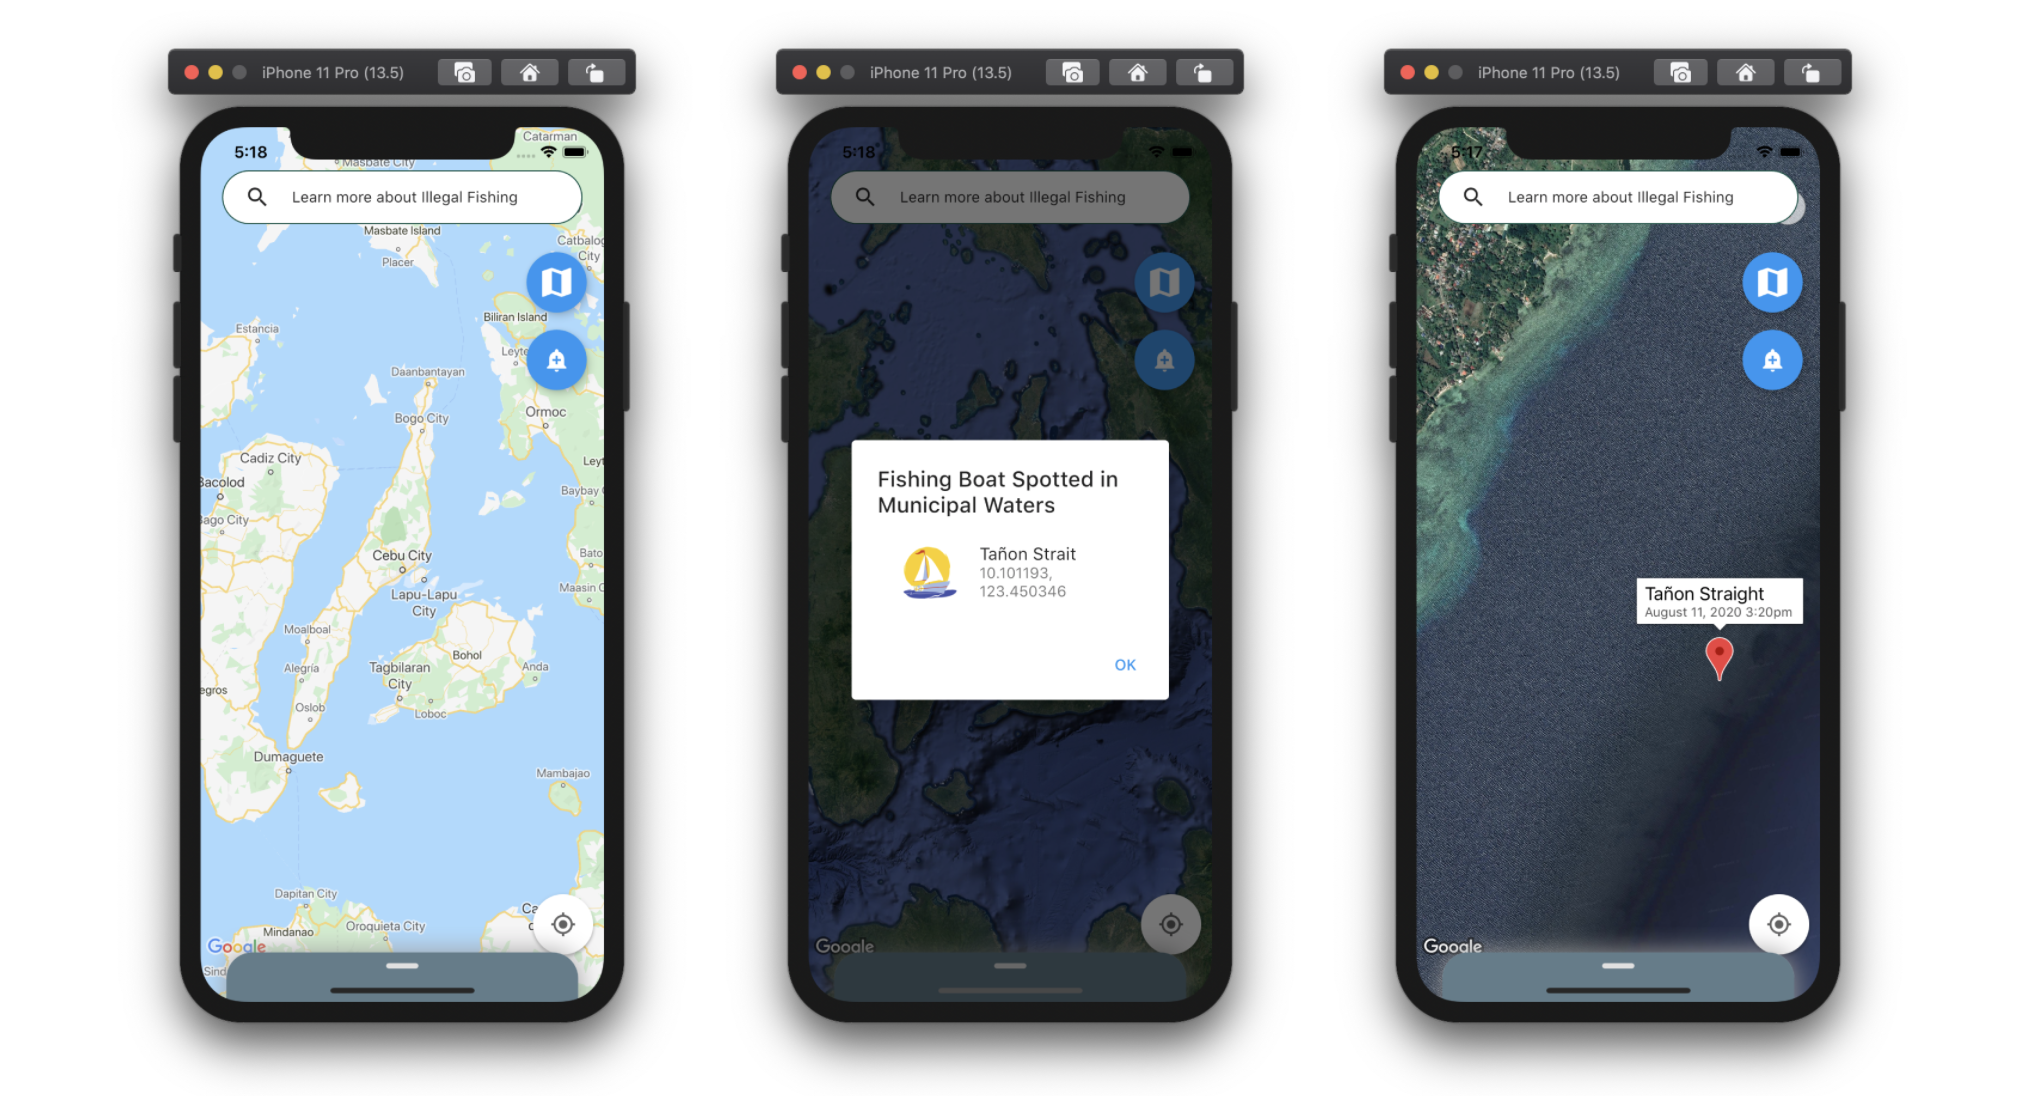 iPhone 11 Pro (13.5)
5:18
Catarman
Masbate City
Learn more about Illegal Fishing
Masbate Island
Catbalog
City
Placer
Biliran Island
Estancia
Leyte
Daanbantayan
Ormoc
Bogo City
Cadiz City
Leyt
Bacolod
Baybay
Bago City
Cebu City
Bato
Lapu-Lapu
City
Maasin C
Moalboal
Bohol
Alegria
Tagbilaran
City
Anda
egros
Oslob
Loboc
Dumaguete
Mambajao
Dapitan City
Ca
Oroquieta City
Mindanao
Google
Sind
iPhone 11 Pro (13.5)
5:18
Learn more about Illegal Fishing
Fishing Boat Spotted in
Municipal Waters
Tañon Strait
10.101193,
123.450346
OK
Google
iPhone 11 Pro (13.5)
5:17
Learn more about Illegal Fishing
Tañon Straight
August 11, 2020 3:20pm
Google